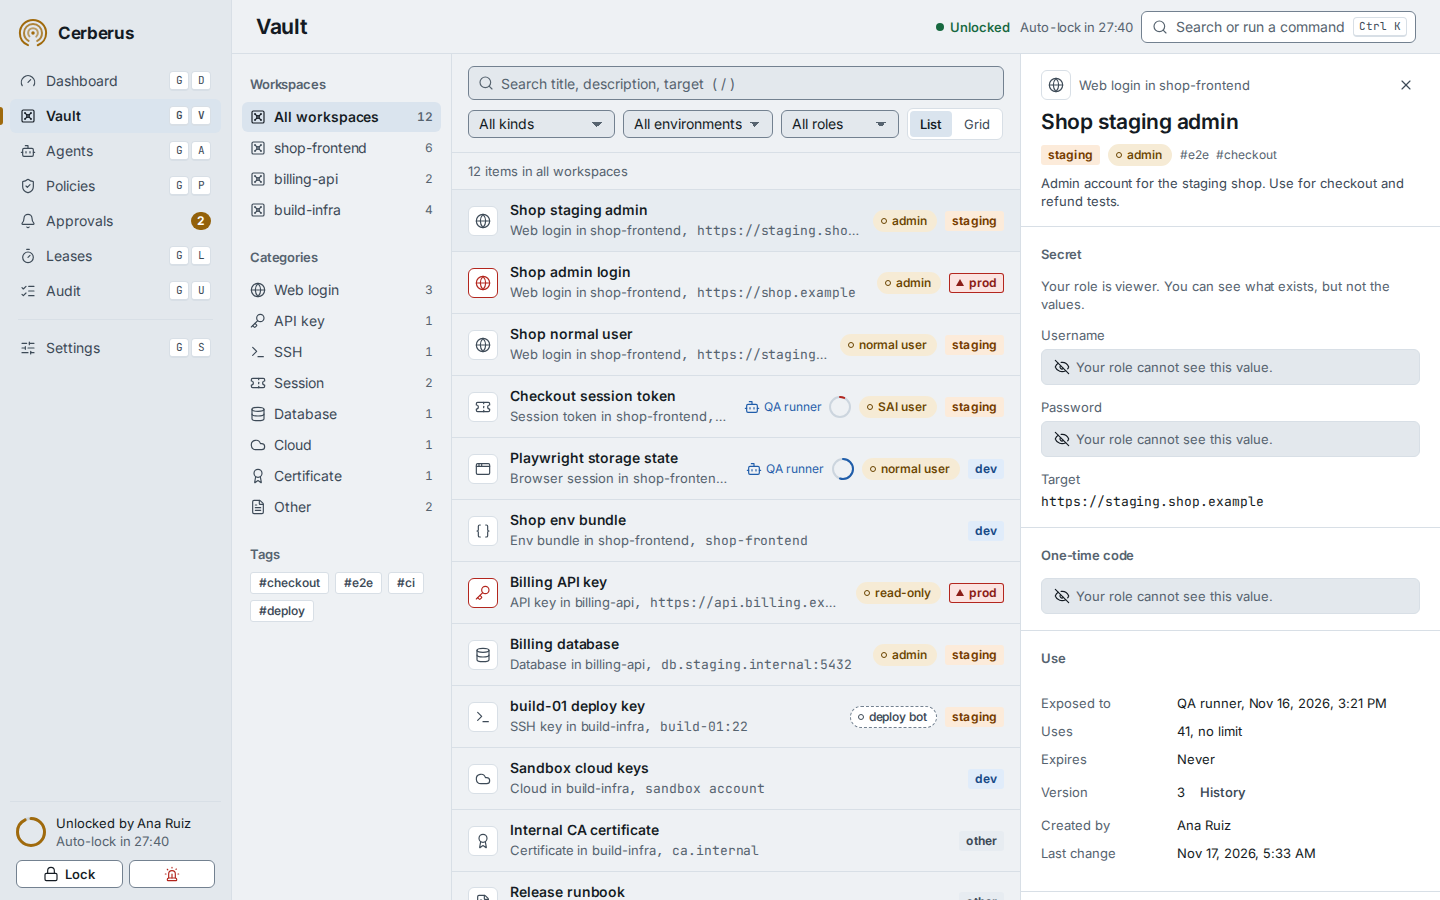 Cerberus
Dashboard G D
Vault G V
Agents G A
Policies G P
Approvals 2
Leases G L
Audit G U
Settings G S
Unlocked by Ana Ruiz
Auto-lock in 27:40
Lock
Vault
Unlocked Auto-lock in 27:40
Search or run a command Ctrl K
Workspaces
All workspaces 12
shop-frontend 6
billing-api 2
build-infra 4
Categories
Web login 3
API key 1
SSH 1
Session 2
Database 1
Cloud 1
Certificate 1
Other 2
Tags
#checkout #e2e #ci
#deploy
Search title, description, target (/)
All kinds All environments All roles List Grid
12 items in all workspaces
Shop staging admin
Web login in shop-frontend, https://staging.sho… admin staging
Shop admin login
Web login in shop-frontend, https://shop.example admin prod
Shop normal user
Web login in shop-frontend, https://staging… normal user staging
Checkout session token
Session token in shop-frontend,… QA runner SAI user staging
Playwright storage state
Browser session in shop-fronten… QA runner normal user dev
Shop env bundle
Env bundle in shop-frontend, shop-frontend dev
Billing API key
API key in billing-api, https://api.billing.ex… read-only prod
Billing database
Database in billing-api, db.staging.internal:5432 admin staging
build-01 deploy key
SSH key in build-infra, build-01:22 deploy bot staging
Sandbox cloud keys
Cloud in build-infra, sandbox account dev
Internal CA certificate
Certificate in build-infra, ca.internal other
Release runbook
Web login in shop-frontend
Shop staging admin
staging admin #e2e #checkout
Admin account for the staging shop. Use for checkout and
refund tests.
Secret
Your role is viewer. You can see what exists, but not the
values.
Username
Your role cannot see this value.
Password
Your role cannot see this value.
Target
https://staging.shop.example
One-time code
Your role cannot see this value.
Use
Exposed to QA runner, Nov 16, 2026, 3:21 PM
Uses 41, no limit
Expires Never
Version 3 History
Created by Ana Ruiz
Last change Nov 17, 2026, 5:33 AM